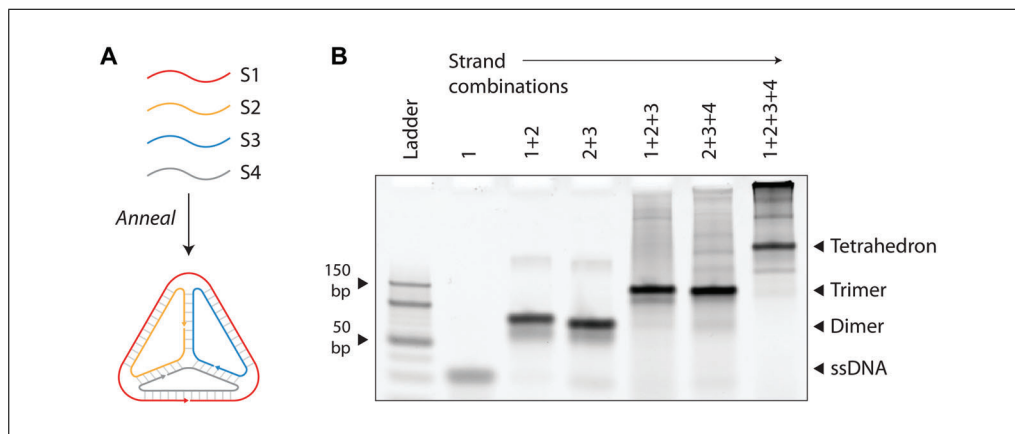 A
S1
S2
S3
S4
Anneal
B
Strand
combinations
Ladder
1
1+2
2+3
1+2+3
2+3+4
1+2+3+4
150
bp
50
bp
Tetrahedron
Trimer
Dimer
ssDNA